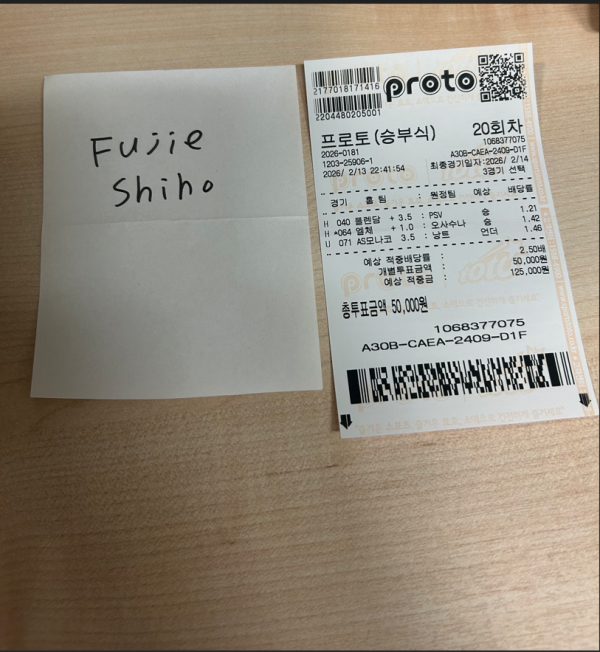 Fujie
Shiho
2177018171416
2204480205001
proto
프로토(승부식) 20회차
2026-0181 1068377075
1203-25906-1 A30B-CAEA-2409-D1F
2026/ 2/13 22:41:54 최종경기일자:2026/ 2/14
3경기 선택
경기 홈 팀 : 원정팀 예상 배당률
H 040 폴렌담 + 3.5 : PSV 승 1.21
H *064 엘체 + 1.0 : 오사수나 승 1.42
U 071 AS모나코 3.5 : 낭트 언더 1.46
예상 적중배당률 : 2.50배
개별투표금액 : 50,000원
예상 적중금 : 125,000원
총투표금액 50,000원
1068377075
A30B-CAEA-2409-D1F